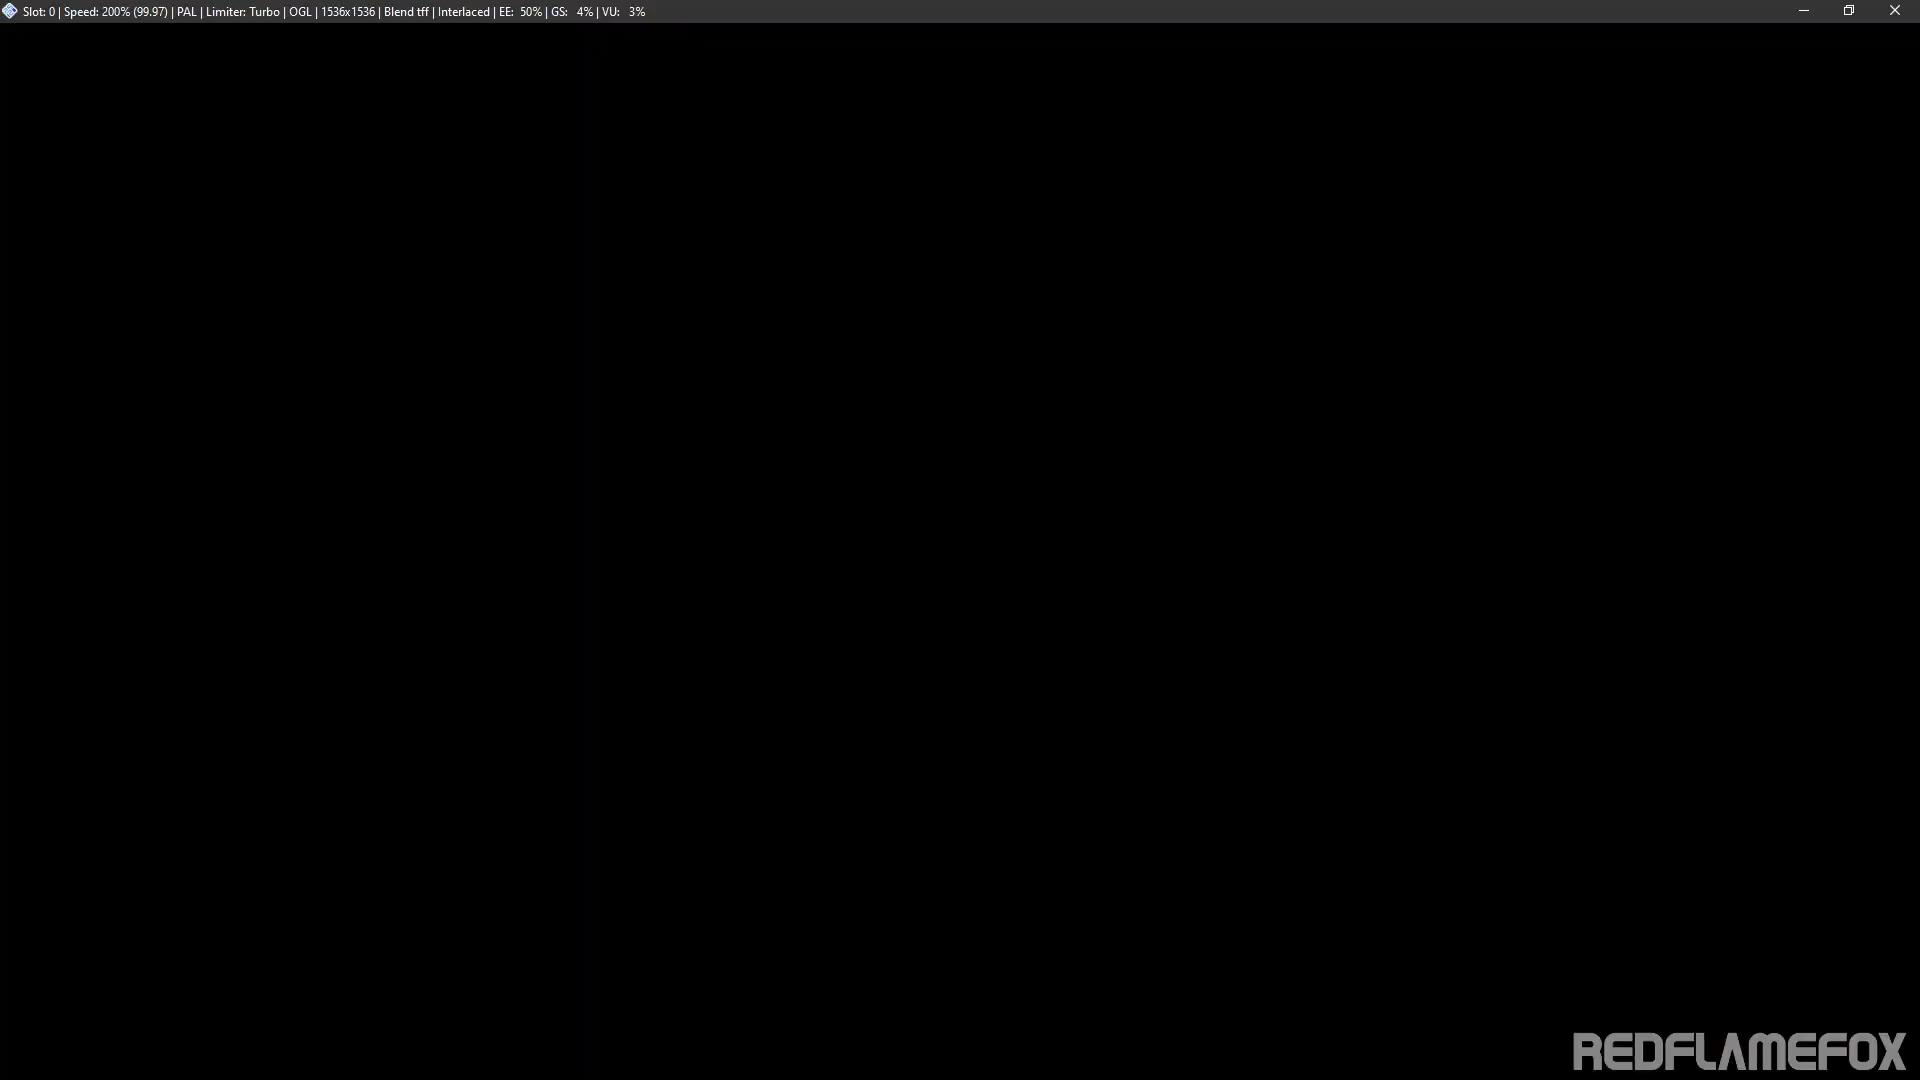 Slot: 0 | Speed: 200% (99.97) | PAL | Limiter: Turbo | OGL | 1536x1536 | Blend tff | Interlaced | EE: 50% | GS: 4% | VU: 3%
REDFLAMEFOX